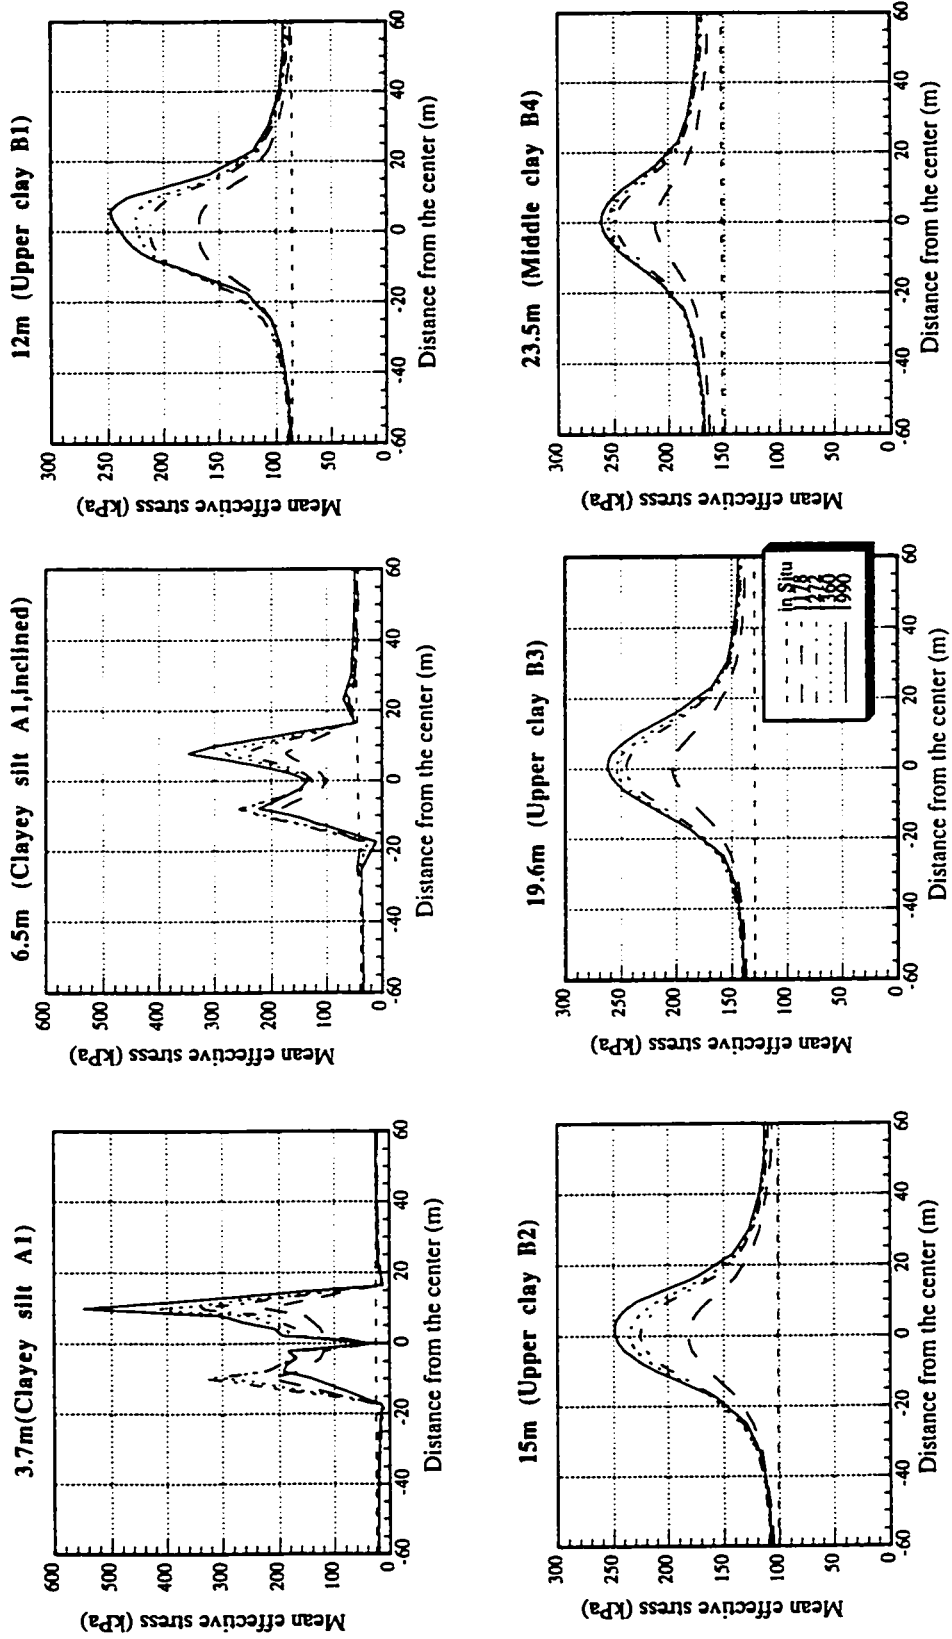 3.7m(Clayey silt A1)
Mean effective stress (kPa)
600
500
400
300
200
100
0
-60 -40 -20 0 20 40 60
Distance from the center (m)
6.5m (Clayey silt A1,inclined)
Mean effective stress (kPa)
600
500
400
300
200
100
0
-60 -40 -20 0 20 40 60
Distance from the center (m)
12m (Upper clay B1)
Mean effective stress (kPa)
300
250
200
150
100
50
0
-60 -40 -20 0 20 40 60
Distance from the center (m)
15m (Upper clay B2)
Mean effective stress (kPa)
300
250
200
150
100
50
0
-60 -40 -20 0 20 40 60
Distance from the center (m)
19.6m (Upper clay B3)
Mean effective stress (kPa)
300
250
200
150
100
50
0
-60 -40 -20 0 20 40 60
Distance from the center (m)
in Situ
1990
23.5m (Middle clay B4)
Mean effective stress (kPa)
300
250
200
150
100
50
0
-60 -40 -20 0 20 40 60
Distance from the center (m)